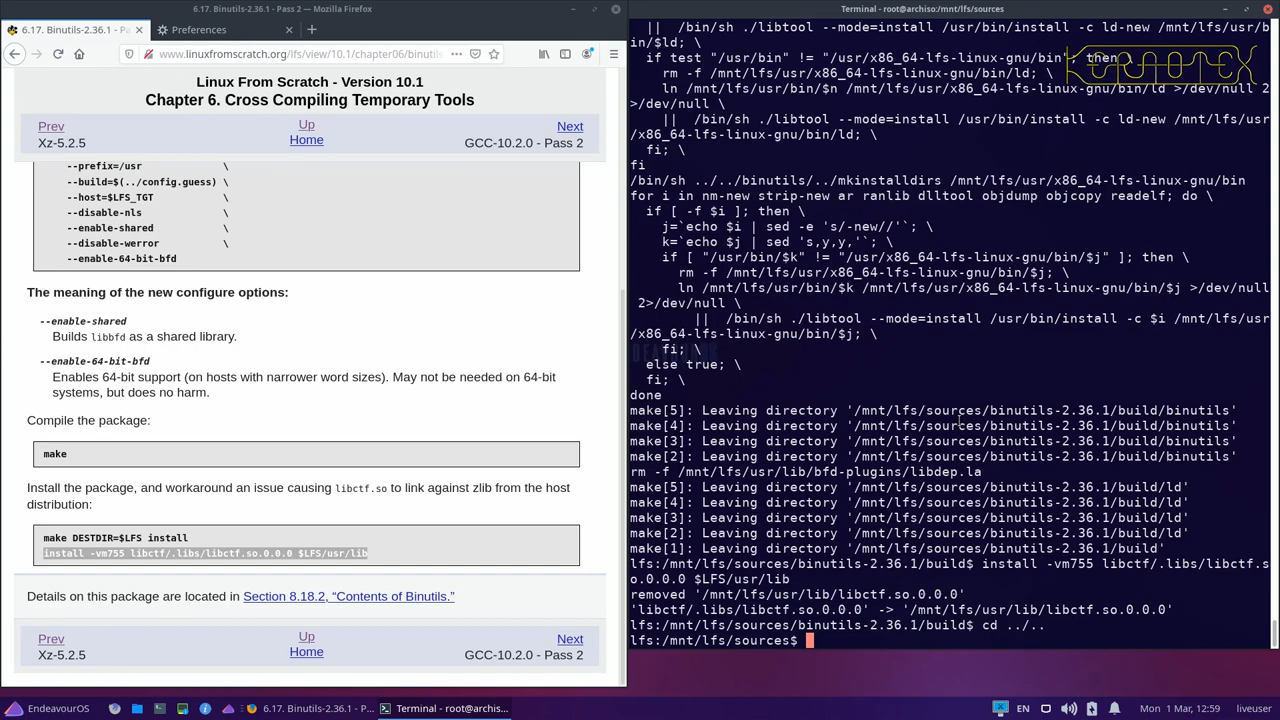 6.17. Binutils-2.36.1 - Pass 2 — Mozilla Firefox
6.17. Binutils-2.36.1 - Pas
Preferences
www.linuxfromscratch.org/lfs/view/10.1/chapter06/binutils
Linux From Scratch - Version 10.1
Chapter 6. Cross Compiling Temporary Tools
Prev
Up
Next
Xz-5.2.5
Home
GCC-10.2.0 - Pass 2
--prefix=/usr \
--build=$(../config.guess) \
--host=$LFS_TGT \
--disable-nls \
--enable-shared \
--disable-werror \
--enable-64-bit-bfd
The meaning of the new configure options:
--enable-shared
Builds libbfd as a shared library.
--enable-64-bit-bfd
Enables 64-bit support (on hosts with narrower word sizes). May not be needed on 64-bit
systems, but does no harm.
Compile the package:
make
Install the package, and workaround an issue causing libctf.so to link against zlib from the host
distribution:
make DESTDIR=$LFS install
install -vm755 libctf/.libs/libctf.so.0.0.0 $LFS/usr/lib
Details on this package are located in Section 8.18.2, “Contents of Binutils.”
Prev
Up
Next
Xz-5.2.5
Home
GCC-10.2.0 - Pass 2
Terminal - root@archiso:/mnt/lfs/sources
|| /bin/sh ./libtool --mode=install /usr/bin/install -c ld-new /mnt/lfs/usr/b
in/$ld; \
if test "/usr/bin" != "/usr/x86_64-lfs-linux-gnu/bin"; then \
rm -f /mnt/lfs/usr/x86_64-lfs-linux-gnu/bin/ld; \
ln /mnt/lfs/usr/bin/$n /mnt/lfs/usr/x86_64-lfs-linux-gnu/bin/ld >/dev/null 2
>/dev/null \
|| /bin/sh ./libtool --mode=install /usr/bin/install -c ld-new /mnt/lfs/usr
/x86_64-lfs-linux-gnu/bin/ld; \
fi; \
fi
/bin/sh ../../binutils/../mkinstalldirs /mnt/lfs/usr/x86_64-lfs-linux-gnu/bin
for i in nm-new strip-new ar ranlib dlltool objdump objcopy readelf; do \
if [ -f $i ]; then \
j=`echo $i | sed -e 's/-new//'`; \
k=`echo $j | sed 's,y,y,'`; \
if [ "/usr/bin/$k" != "/usr/x86_64-lfs-linux-gnu/bin/$j" ]; then \
rm -f /mnt/lfs/usr/x86_64-lfs-linux-gnu/bin/$j; \
ln /mnt/lfs/usr/bin/$k /mnt/lfs/usr/x86_64-lfs-linux-gnu/bin/$j >/dev/null
2>/dev/null \
|| /bin/sh ./libtool --mode=install /usr/bin/install -c $i /mnt/lfs/usr
/x86_64-lfs-linux-gnu/bin/$j; \
fi; \
else true; \
fi; \
done
make[5]: Leaving directory '/mnt/lfs/sources/binutils-2.36.1/build/binutils'
make[4]: Leaving directory '/mnt/lfs/sources/binutils-2.36.1/build/binutils'
make[3]: Leaving directory '/mnt/lfs/sources/binutils-2.36.1/build/binutils'
make[2]: Leaving directory '/mnt/lfs/sources/binutils-2.36.1/build/binutils'
rm -f /mnt/lfs/usr/lib/bfd-plugins/libdep.la
make[5]: Leaving directory '/mnt/lfs/sources/binutils-2.36.1/build/ld'
make[4]: Leaving directory '/mnt/lfs/sources/binutils-2.36.1/build/ld'
make[3]: Leaving directory '/mnt/lfs/sources/binutils-2.36.1/build/ld'
make[2]: Leaving directory '/mnt/lfs/sources/binutils-2.36.1/build/ld'
make[1]: Leaving directory '/mnt/lfs/sources/binutils-2.36.1/build'
lfs:/mnt/lfs/sources/binutils-2.36.1/build$ install -vm755 libctf/.libs/libctf.s
o.0.0.0 $LFS/usr/lib
removed '/mnt/lfs/usr/lib/libctf.so.0.0.0'
'libctf/.libs/libctf.so.0.0.0' -> '/mnt/lfs/usr/lib/libctf.so.0.0.0'
lfs:/mnt/lfs/sources/binutils-2.36.1/build$ cd ../..
lfs:/mnt/lfs/sources$
KERNOTEX
EndeavourOS
6.17. Binutils-2.36.1 - P...
Terminal - root@archiso...
EN
Mon 1 Mar, 12:59
liveuser